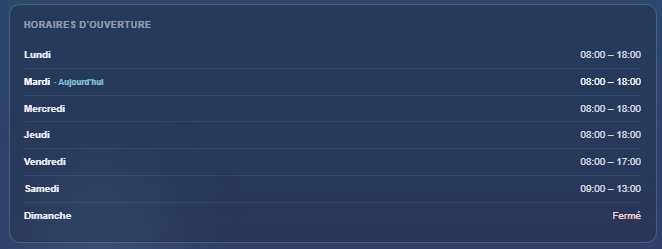 HORAIRES D'OUVERTURE
Lundi 08:00 – 18:00
Mardi - Aujourd'hui 08:00 – 18:00
Mercredi 08:00 – 18:00
Jeudi 08:00 – 18:00
Vendredi 08:00 – 17:00
Samedi 09:00 – 13:00
Dimanche Fermé